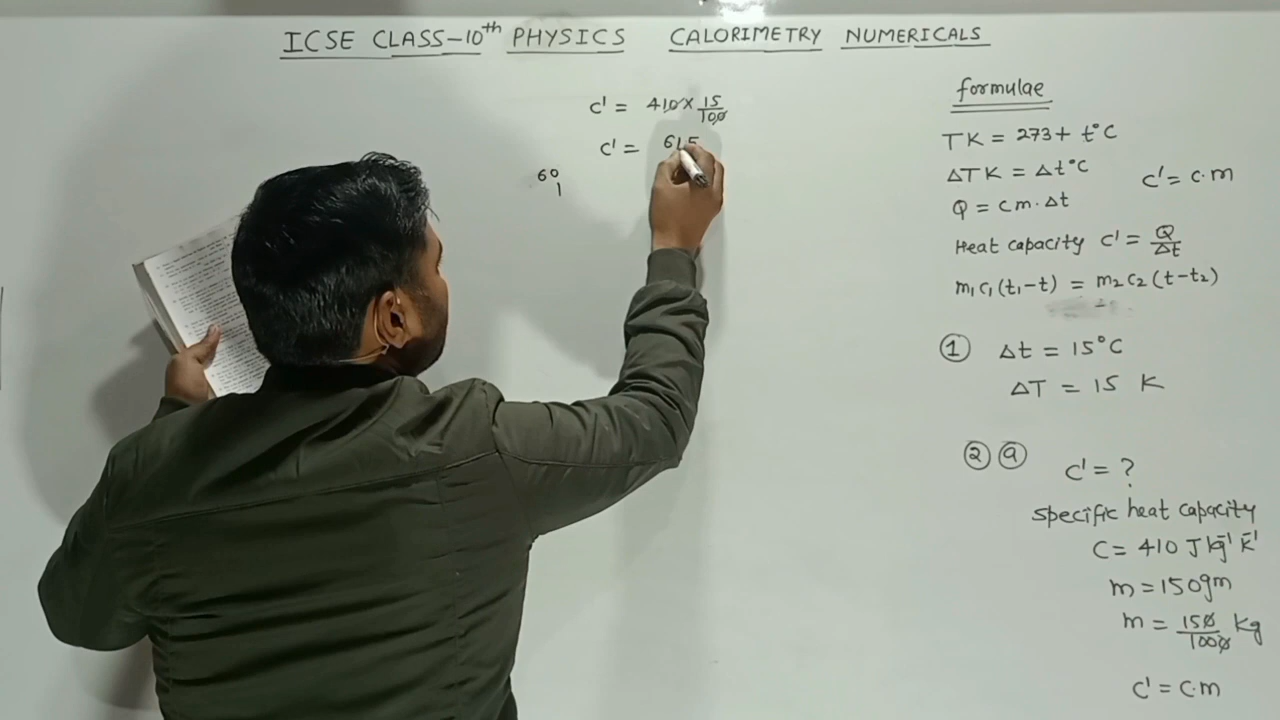 ICSE CLASS-10th PHYSICS CALORIMETRY NUMERICALS
c' = 410 × 15/100
c' = 615
60
1
formulae
TK = 273 + t°C
ΔTK = Δt°C
c' = c·m
Q = cm·Δt
Heat capacity c' = Q/Δt
m₁c₁(t₁-t) = m₂c₂(t-t₂)
① Δt = 15°C
ΔT = 15 K
② ⓐ c' = ?
specific heat capacity
C = 410 J kg⁻¹ K⁻¹
m = 150gm
m = 150/1000 Kg
c' = c·m